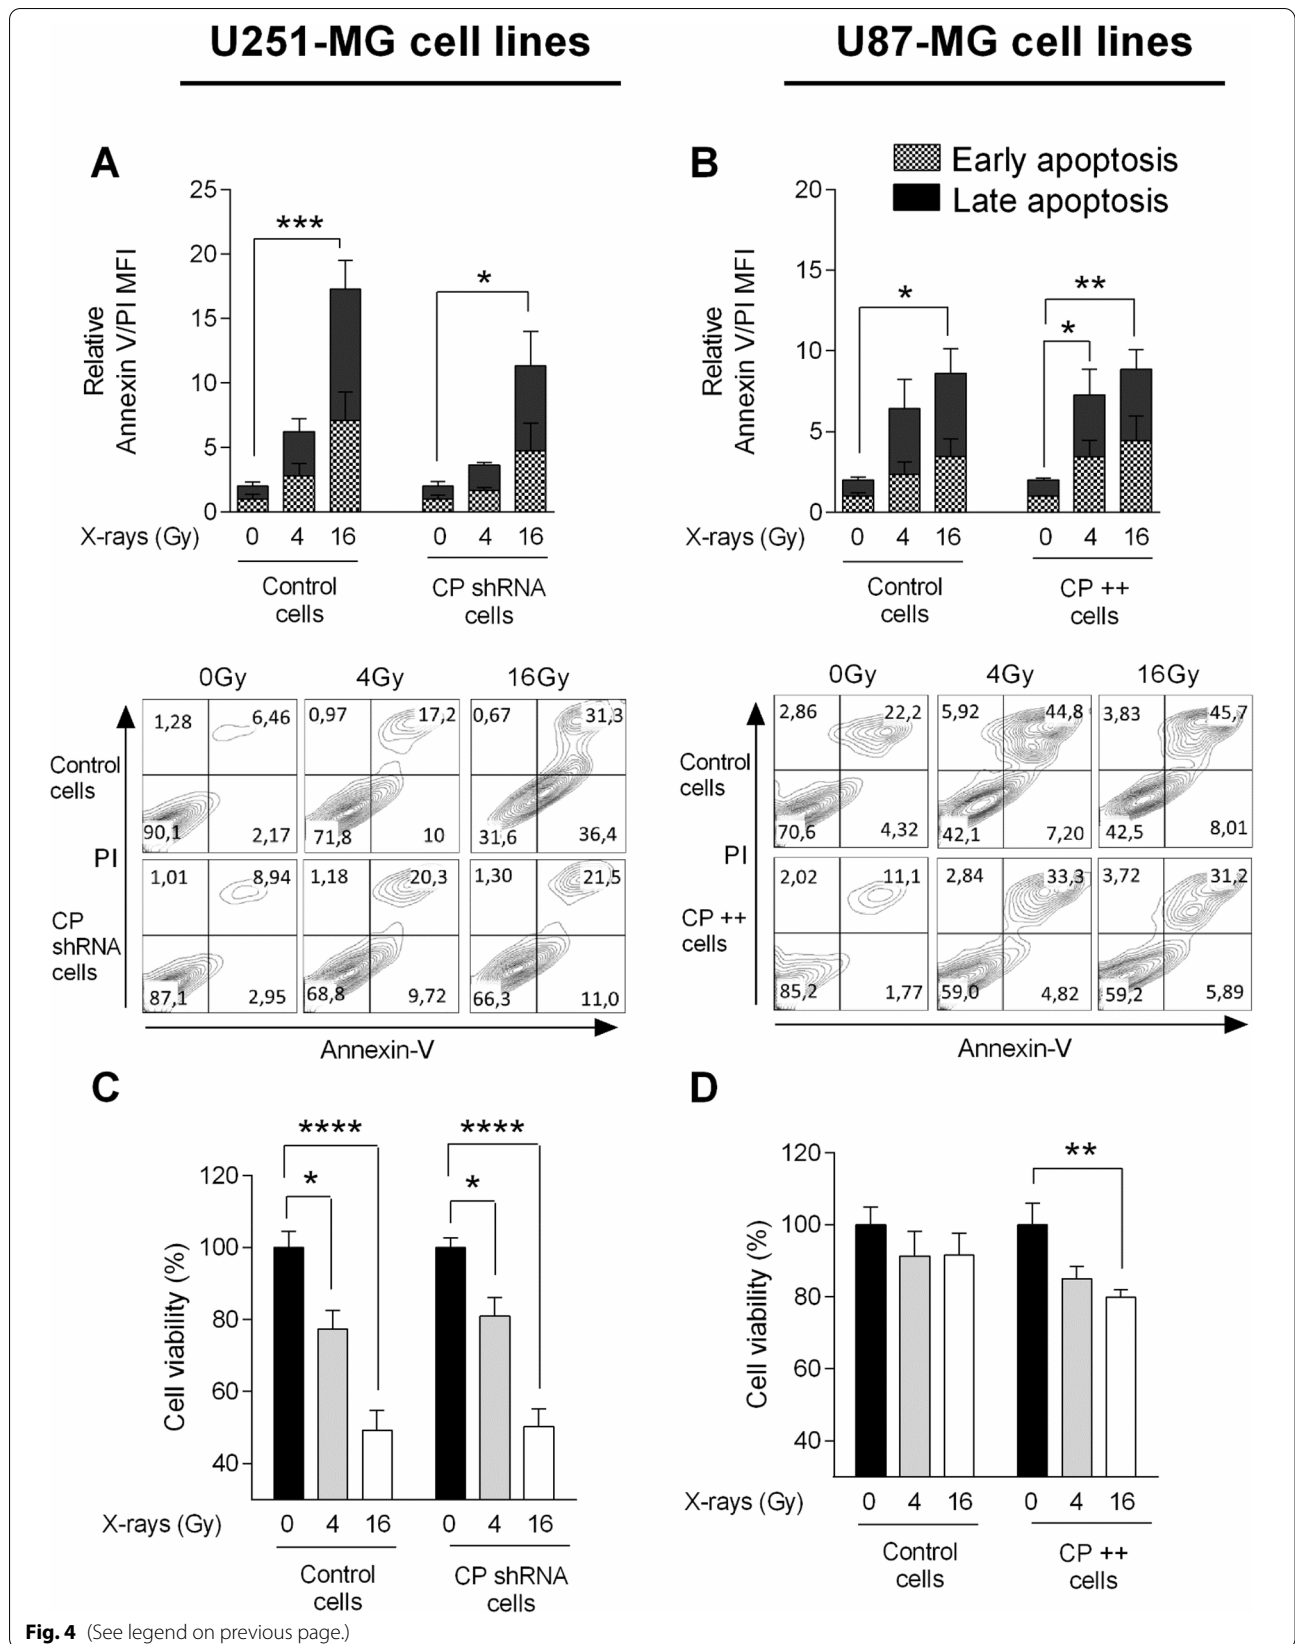 U251-MG cell lines
U87-MG cell lines
A
25
20
15
10
5
0
Relative
Annexin V/PI MFI
***
*
X-rays (Gy) 0 4 16 0 4 16
Control
cells
CP shRNA
cells
B
Early apoptosis
Late apoptosis
20
15
10
5
0
Relative
Annexin V/PI MFI
*
**
*
X-rays (Gy) 0 4 16 0 4 16
Control
cells
CP ++
cells
0Gy 4Gy 16Gy
Control
cells
1,28 6,46 0,97 17,2 0,67 31,3
90,1 2,17 71,8 10 31,6 36,4
PI
CP
shRNA
cells
1,01 8,94 1,18 20,3 1,30 21,5
87,1 2,95 68,8 9,72 66,3 11,0
Annexin-V
0Gy 4Gy 16Gy
Control
cells
2,86 22,2 5,92 44,8 3,83 45,7
70,6 4,32 42,1 7,20 42,5 8,01
PI
CP ++
cells
2,02 11,1 2,84 33,3 3,72 31,2
85,2 1,77 59,0 4,82 59,2 5,89
Annexin-V
C
120
100
80
60
40
Cell viability (%)
****
*
****
*
X-rays (Gy) 0 4 16 0 4 16
Control
cells
CP shRNA
cells
D
120
100
80
60
40
Cell viability (%)
**
X-rays (Gy) 0 4 16 0 4 16
Control
cells
CP ++
cells
Fig. 4 (See legend on previous page.)